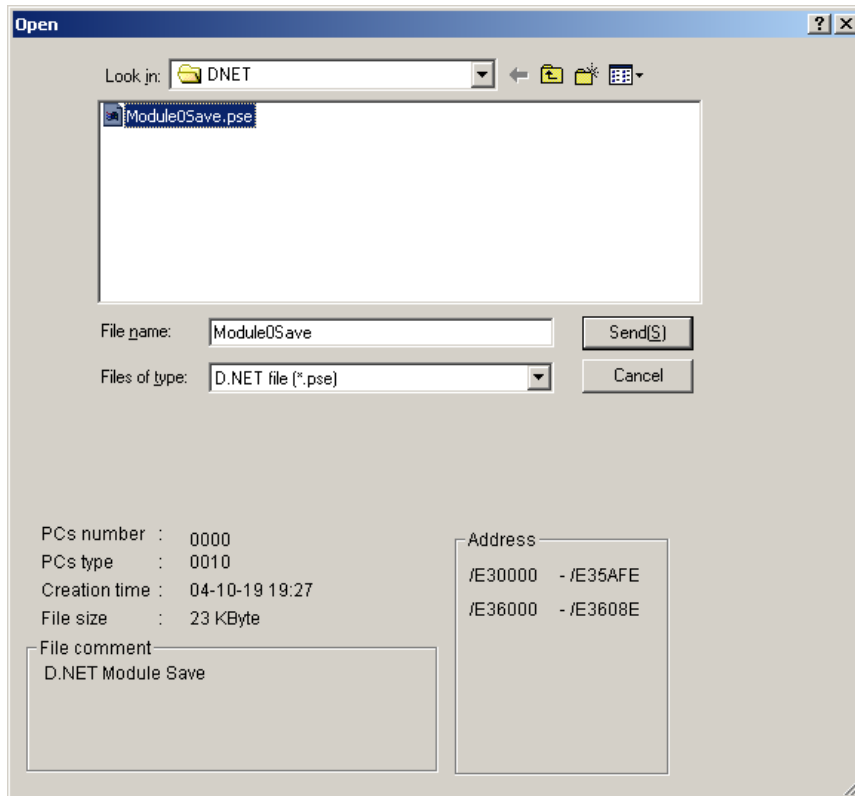 Open
Look in: DNET
Module0Save.pse
File name: Module0Save Send(S)
Files of type: D.NET file (*.pse) Cancel
PCs number : 0000
PCs type : 0010
Creation time : 04-10-19 19:27
File size : 23 KByte
File comment
D.NET Module Save
Address
/E30000 - /E35AFE
/E36000 - /E3608E